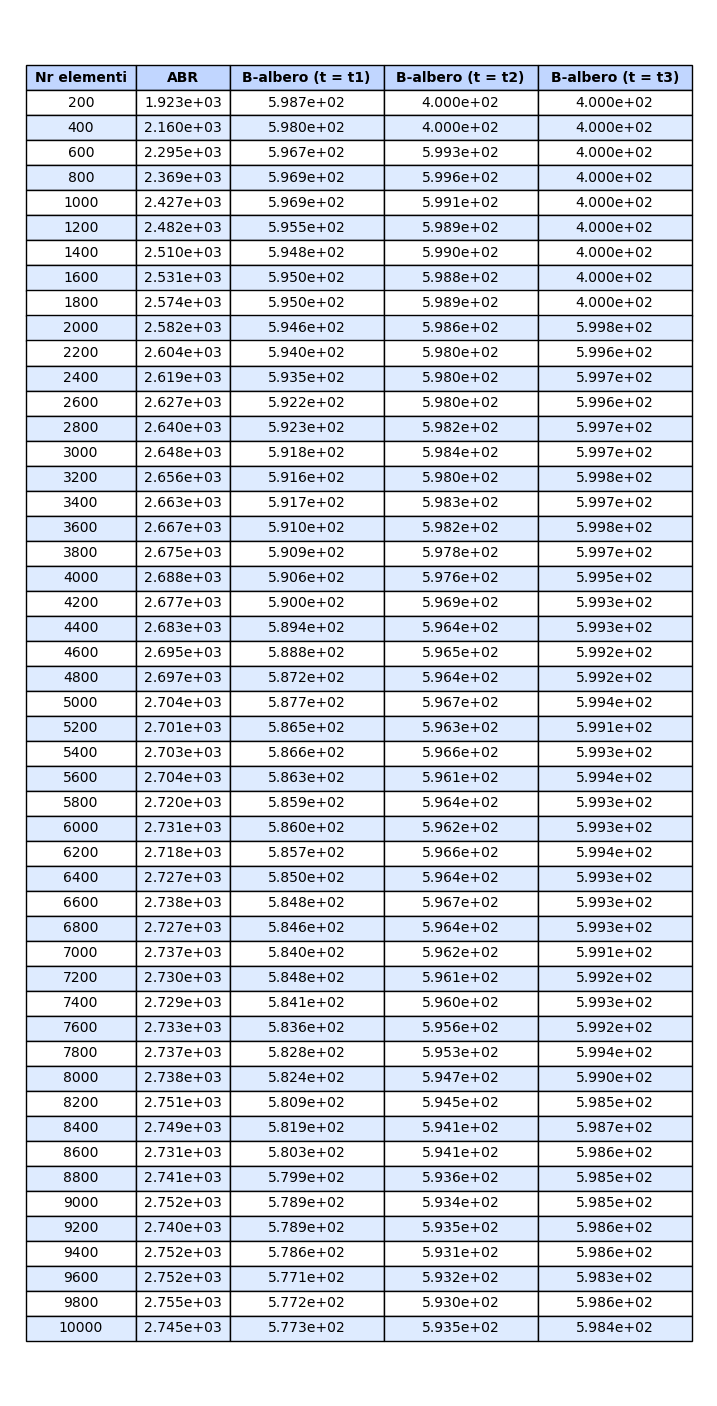 Nr elementi ABR B-albero (t = t1) B-albero (t = t2) B-albero (t = t3)
200 1.923e+03 5.987e+02 4.000e+02 4.000e+02
400 2.160e+03 5.980e+02 4.000e+02 4.000e+02
600 2.295e+03 5.967e+02 5.993e+02 4.000e+02
800 2.369e+03 5.969e+02 5.996e+02 4.000e+02
1000 2.427e+03 5.969e+02 5.991e+02 4.000e+02
1200 2.482e+03 5.955e+02 5.989e+02 4.000e+02
1400 2.510e+03 5.948e+02 5.990e+02 4.000e+02
1600 2.531e+03 5.950e+02 5.988e+02 4.000e+02
1800 2.574e+03 5.950e+02 5.989e+02 4.000e+02
2000 2.582e+03 5.946e+02 5.986e+02 5.998e+02
2200 2.604e+03 5.940e+02 5.980e+02 5.996e+02
2400 2.619e+03 5.935e+02 5.980e+02 5.997e+02
2600 2.627e+03 5.922e+02 5.980e+02 5.996e+02
2800 2.640e+03 5.923e+02 5.982e+02 5.997e+02
3000 2.648e+03 5.918e+02 5.984e+02 5.997e+02
3200 2.656e+03 5.916e+02 5.980e+02 5.998e+02
3400 2.663e+03 5.917e+02 5.983e+02 5.997e+02
3600 2.667e+03 5.910e+02 5.982e+02 5.998e+02
3800 2.675e+03 5.909e+02 5.978e+02 5.997e+02
4000 2.688e+03 5.906e+02 5.976e+02 5.995e+02
4200 2.677e+03 5.900e+02 5.969e+02 5.993e+02
4400 2.683e+03 5.894e+02 5.964e+02 5.993e+02
4600 2.695e+03 5.888e+02 5.965e+02 5.992e+02
4800 2.697e+03 5.872e+02 5.964e+02 5.992e+02
5000 2.704e+03 5.877e+02 5.967e+02 5.994e+02
5200 2.701e+03 5.865e+02 5.963e+02 5.991e+02
5400 2.703e+03 5.866e+02 5.966e+02 5.993e+02
5600 2.704e+03 5.863e+02 5.961e+02 5.994e+02
5800 2.720e+03 5.859e+02 5.964e+02 5.993e+02
6000 2.731e+03 5.860e+02 5.962e+02 5.993e+02
6200 2.718e+03 5.857e+02 5.966e+02 5.994e+02
6400 2.727e+03 5.850e+02 5.964e+02 5.993e+02
6600 2.738e+03 5.848e+02 5.967e+02 5.993e+02
6800 2.727e+03 5.846e+02 5.964e+02 5.993e+02
7000 2.737e+03 5.840e+02 5.962e+02 5.991e+02
7200 2.730e+03 5.848e+02 5.961e+02 5.992e+02
7400 2.729e+03 5.841e+02 5.960e+02 5.993e+02
7600 2.733e+03 5.836e+02 5.956e+02 5.992e+02
7800 2.737e+03 5.828e+02 5.953e+02 5.994e+02
8000 2.738e+03 5.824e+02 5.947e+02 5.990e+02
8200 2.751e+03 5.809e+02 5.945e+02 5.985e+02
8400 2.749e+03 5.819e+02 5.941e+02 5.987e+02
8600 2.731e+03 5.803e+02 5.941e+02 5.986e+02
8800 2.741e+03 5.799e+02 5.936e+02 5.985e+02
9000 2.752e+03 5.789e+02 5.934e+02 5.985e+02
9200 2.740e+03 5.789e+02 5.935e+02 5.986e+02
9400 2.752e+03 5.786e+02 5.931e+02 5.986e+02
9600 2.752e+03 5.771e+02 5.932e+02 5.983e+02
9800 2.755e+03 5.772e+02 5.930e+02 5.986e+02
10000 2.745e+03 5.773e+02 5.935e+02 5.984e+02